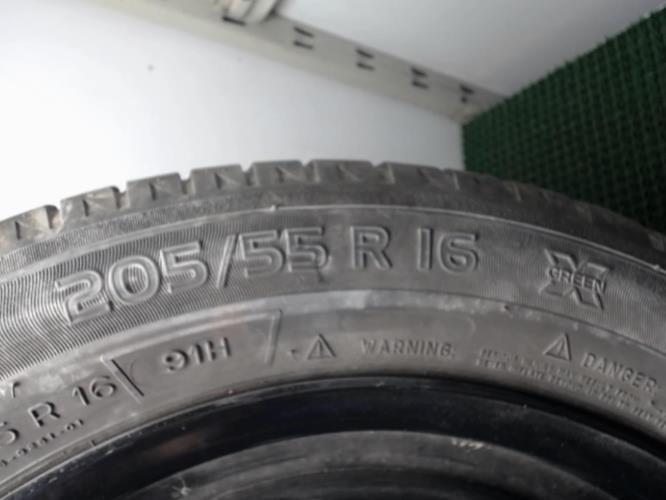 205/55 R 16
GREEN X
R 16 91H
WARNING:
DANGER